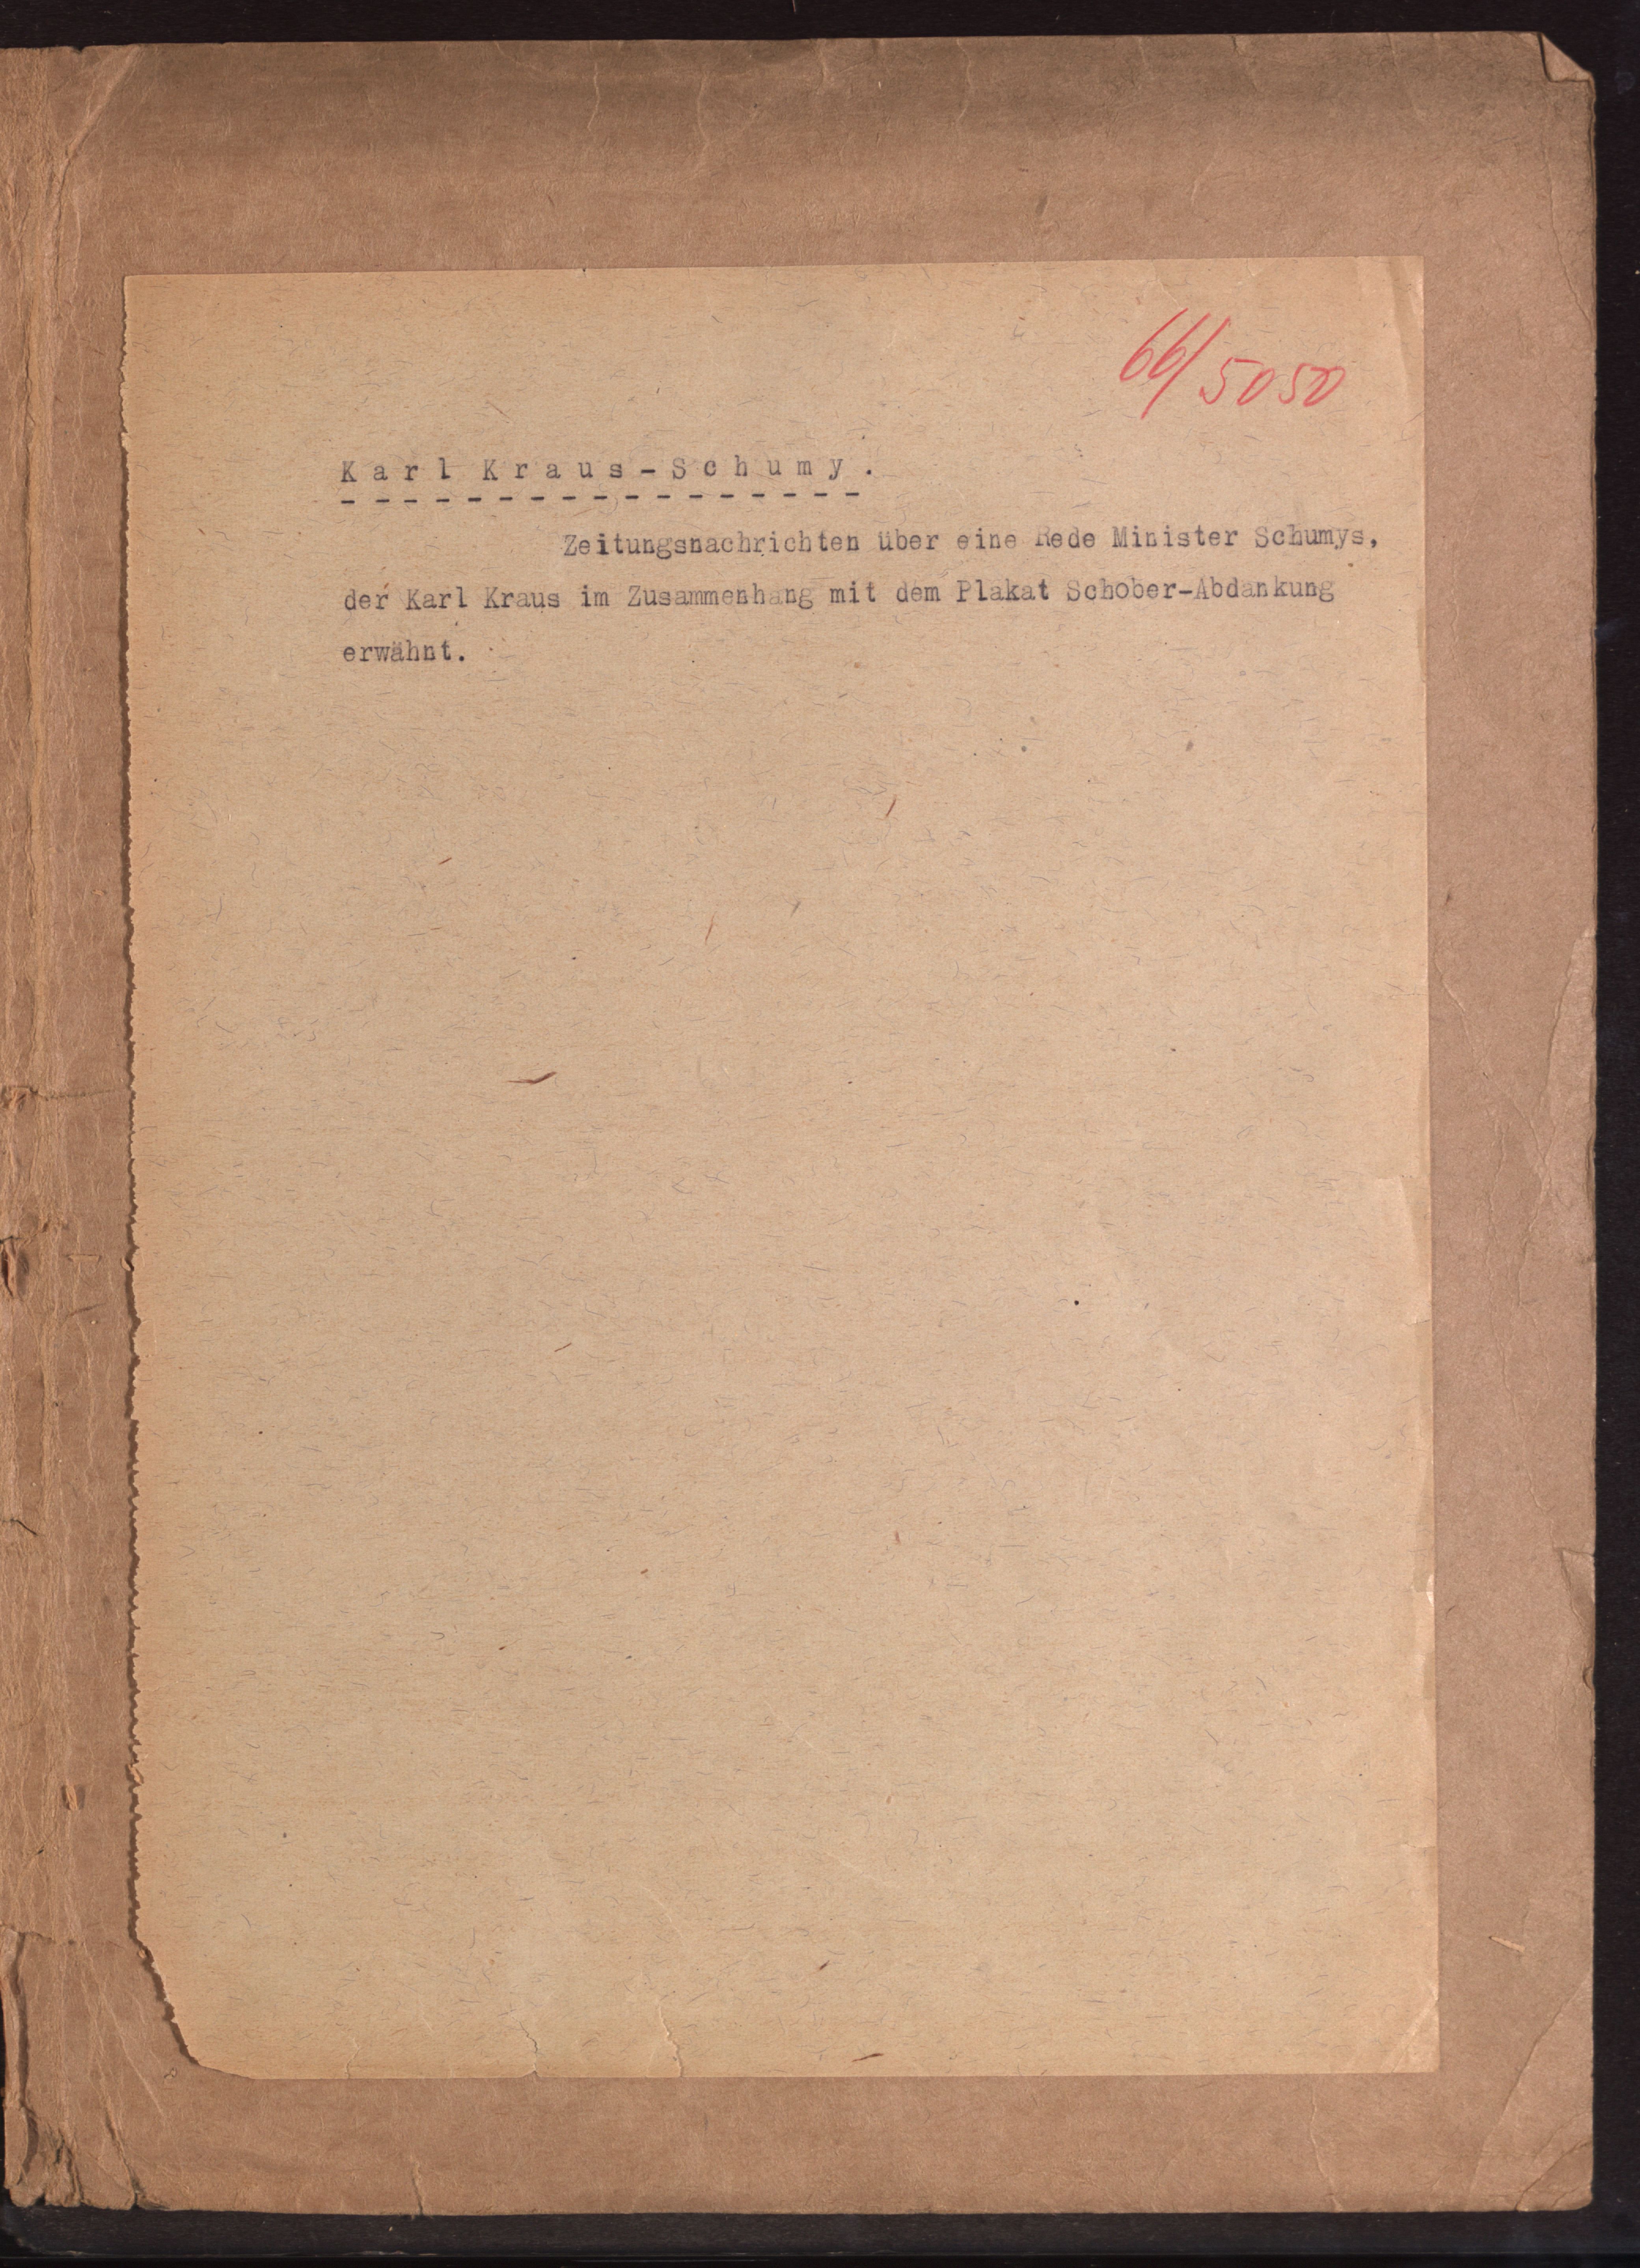 66/5050
Karl Kraus-Schumy.
Zeitungsnachrichten über eine Rede Minister Schumys,
der Karl Kraus im Zusammenhang mit dem Plakat Schober-Abdankung
erwähnt.